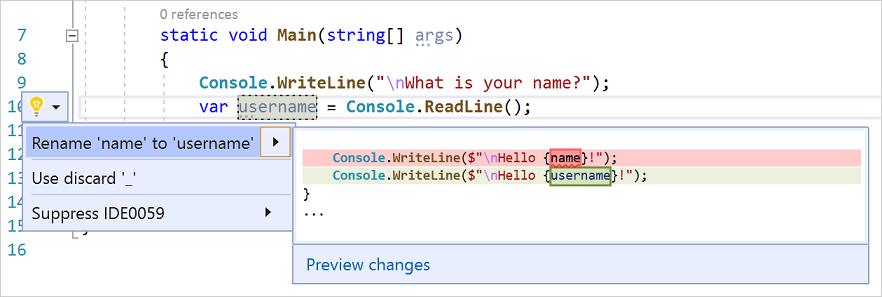 0 references
7 static void Main(string[] args)
8 {
9 Console.WriteLine("\nWhat is your name?");
10 var username = Console.ReadLine();
11
Rename 'name' to 'username'
12
Console.WriteLine($"\nHello {name}!");
13
Use discard '_'
Console.WriteLine($"\nHello {username}!");
14
}
Suppress IDE0059
...
15 }
16
Preview changes